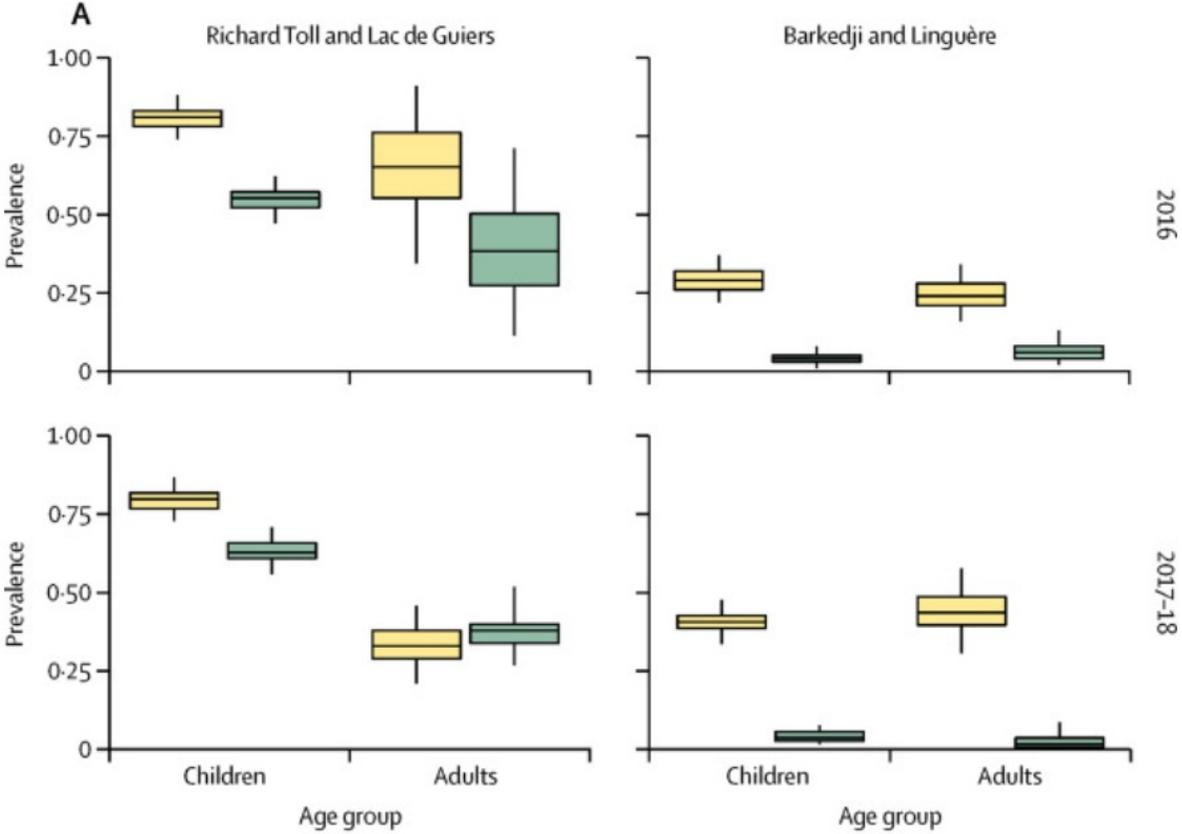 A
Richard Toll and Lac de Guiers
Barkedji and Linguère
1·00
0·75
0·50
0·25
0
Prevalence
2016
1·00
0·75
0·50
0·25
0
Prevalence
2017–18
Children
Adults
Children
Adults
Age group
Age group